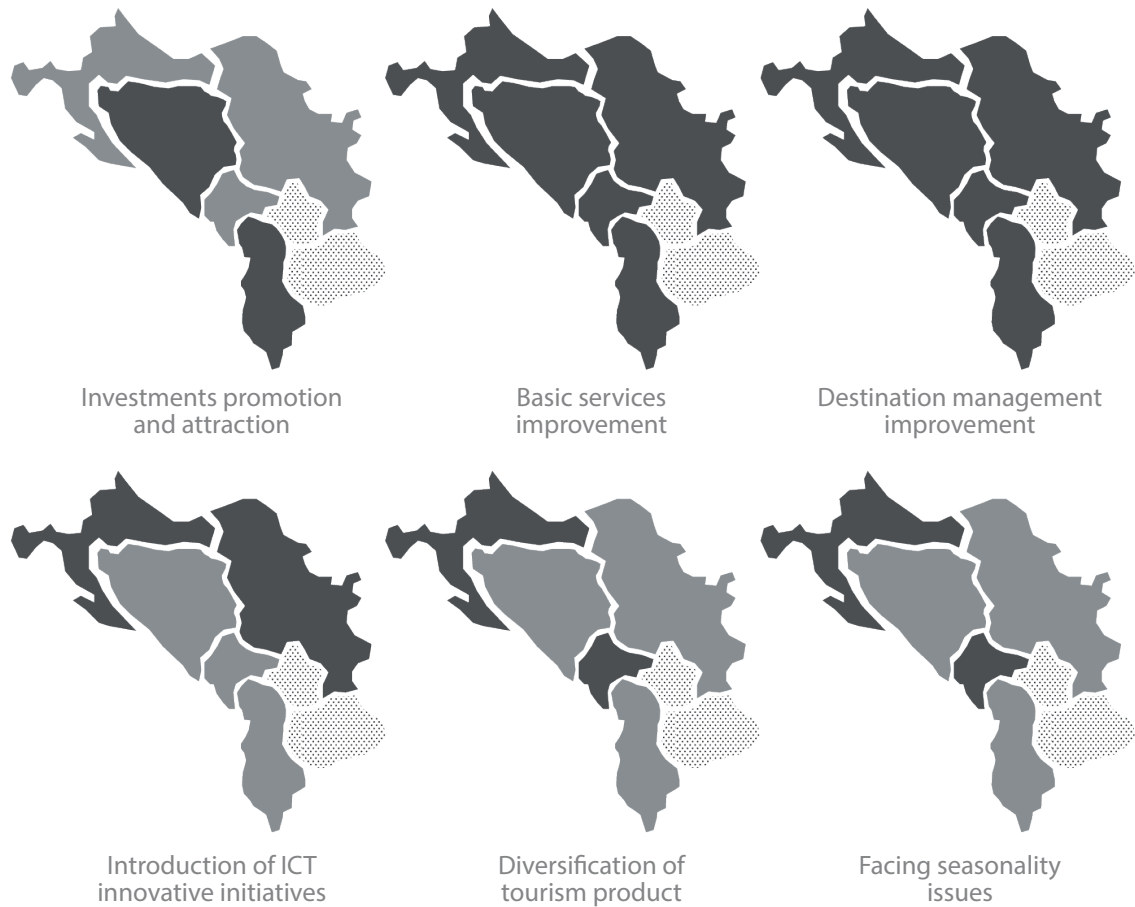 Investments promotion
and attraction
Basic services
improvement
Destination management
improvement
Introduction of ICT
innovative initiatives
Diversification of
tourism product
Facing seasonality
issues